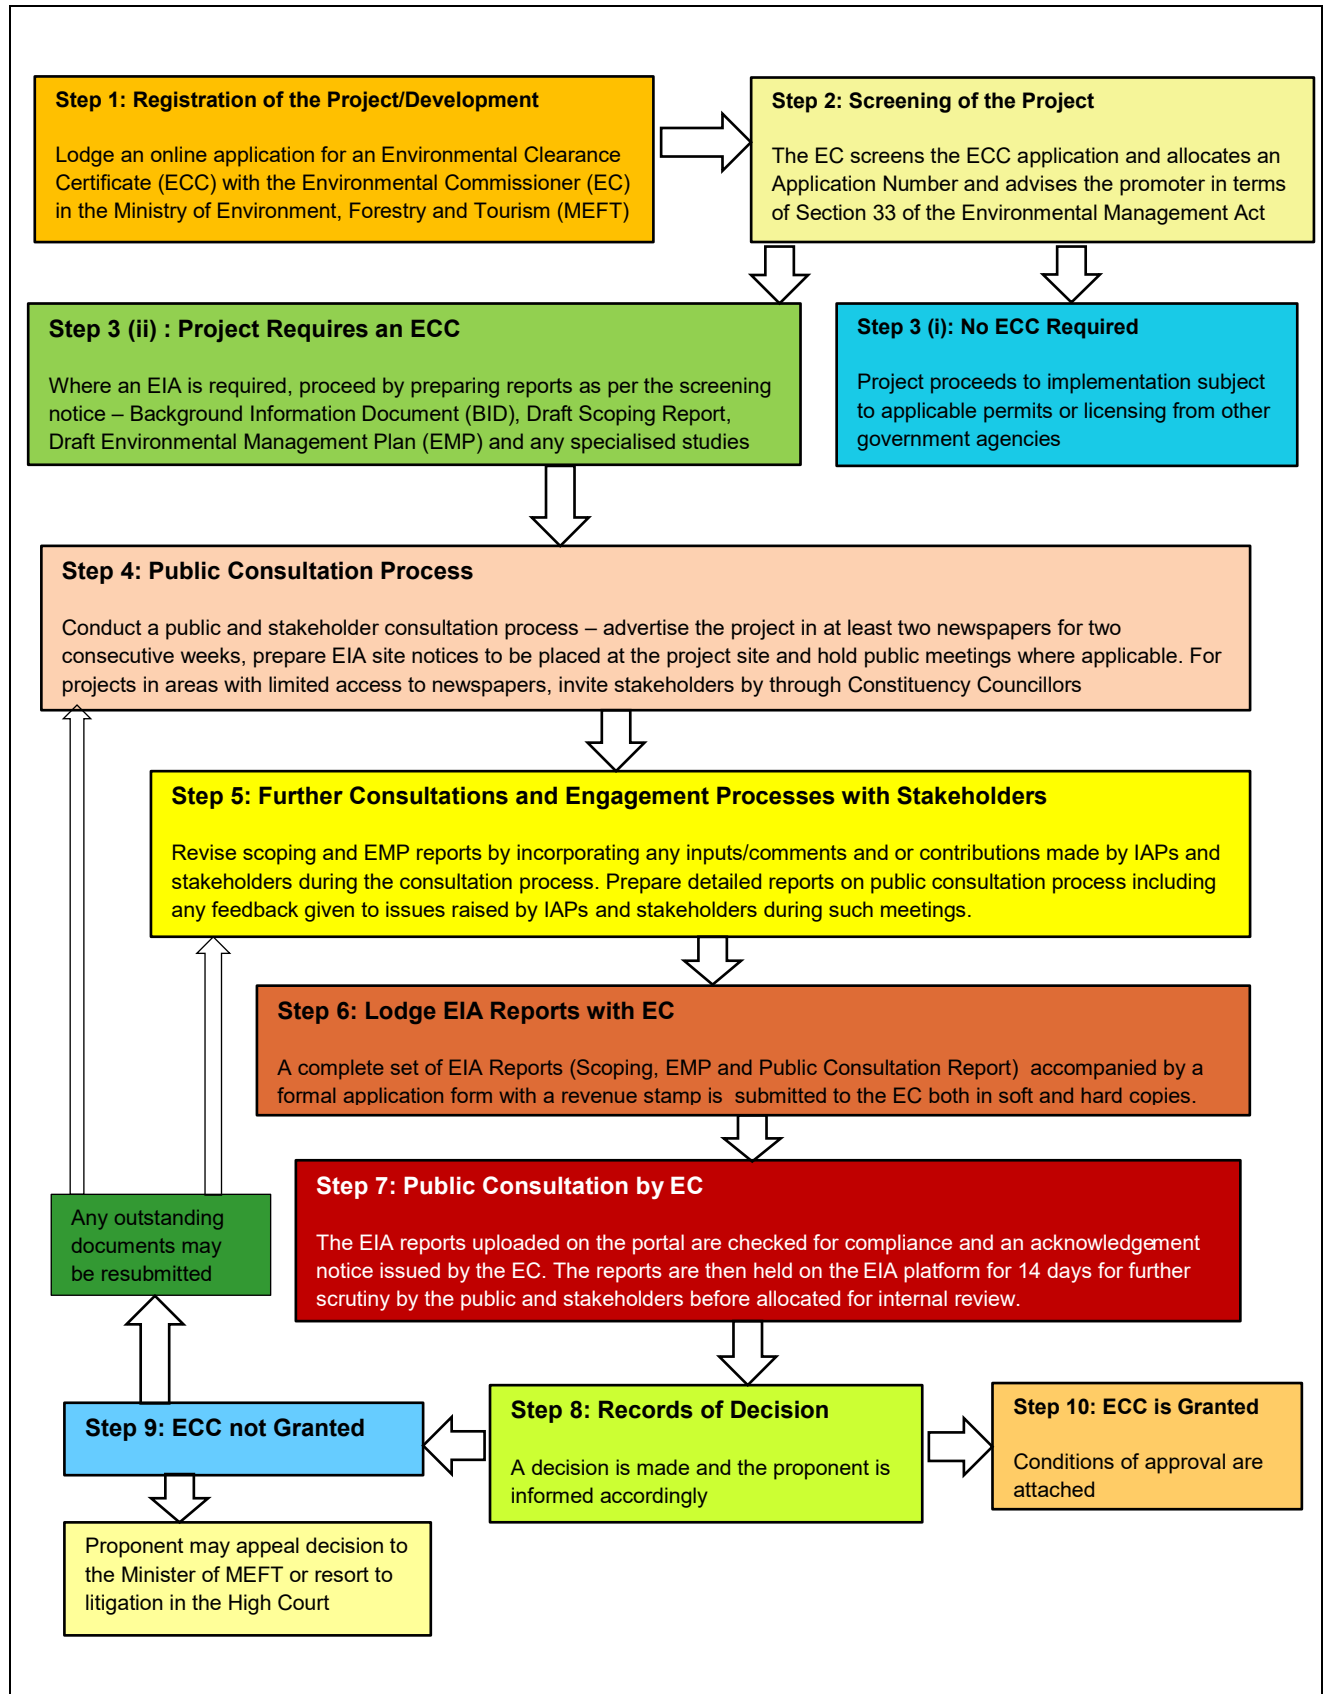 Step 1: Registration of the Project/Development
Lodge an online application for an Environmental Clearance
Certificate (ECC) with the Environmental Commissioner (EC)
in the Ministry of Environment, Forestry and Tourism (MEFT)
Step 2: Screening of the Project
The EC screens the ECC application and allocates an
Application Number and advises the promoter in terms
of Section 33 of the Environmental Management Act
Step 3 (ii) : Project Requires an ECC
Where an EIA is required, proceed by preparing reports as per the screening
notice – Background Information Document (BID), Draft Scoping Report,
Draft Environmental Management Plan (EMP) and any specialised studies
Step 3 (i): No ECC Required
Project proceeds to implementation subject
to applicable permits or licensing from other
government agencies
Step 4: Public Consultation Process
Conduct a public and stakeholder consultation process – advertise the project in at least two newspapers for two
consecutive weeks, prepare EIA site notices to be placed at the project site and hold public meetings where applicable. For
projects in areas with limited access to newspapers, invite stakeholders by through Constituency Councillors
Step 5: Further Consultations and Engagement Processes with Stakeholders
Revise scoping and EMP reports by incorporating any inputs/comments and or contributions made by IAPs and
stakeholders during the consultation process. Prepare detailed reports on public consultation process including
any feedback given to issues raised by IAPs and stakeholders during such meetings.
Step 6: Lodge EIA Reports with EC
A complete set of EIA Reports (Scoping, EMP and Public Consultation Report) accompanied by a
formal application form with a revenue stamp is submitted to the EC both in soft and hard copies.
Step 7: Public Consultation by EC
The EIA reports uploaded on the portal are checked for compliance and an acknowledgement
notice issued by the EC. The reports are then held on the EIA platform for 14 days for further
scrutiny by the public and stakeholders before allocated for internal review.
Any outstanding
documents may
be resubmitted
Step 9: ECC not Granted
Step 8: Records of Decision
A decision is made and the proponent is
informed accordingly
Step 10: ECC is Granted
Conditions of approval are
attached
Proponent may appeal decision to
the Minister of MEFT or resort to
litigation in the High Court